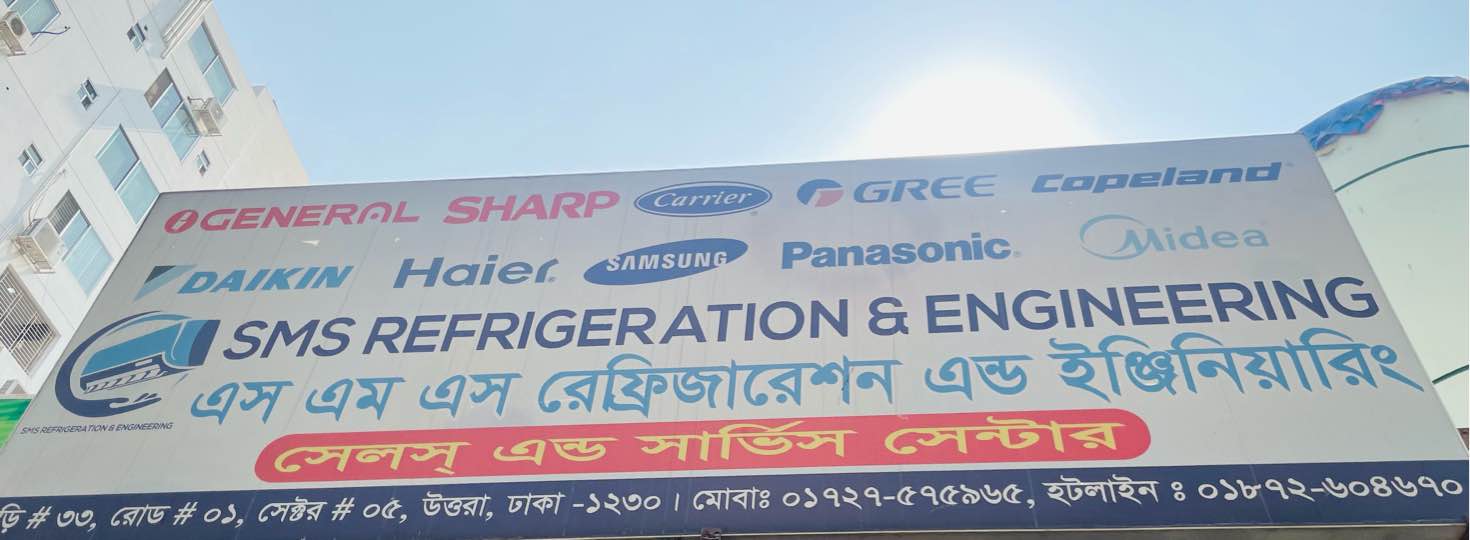 GENERAL SHARP Carrier GREE Copeland
DAIKIN Haier SAMSUNG Panasonic Midea
SMS REFRIGERATION & ENGINEERING
এস এম এস রেফ্রিজারেশন এন্ড ইঞ্জিনিয়ারিং
SMS REFRIGERATION & ENGINEERING
সেলস্ এন্ড সার্ভিস সেন্টার
ড়ি # ৩৩, রোড # ০১, সেক্টর # ০৫, উত্তরা, ঢাকা -১২৩০ । মোবাঃ ০১৭২৭-৫৭৫৯৬৫, হটলাইন ঃ ০১৮৭২-৬০৪৬৭০